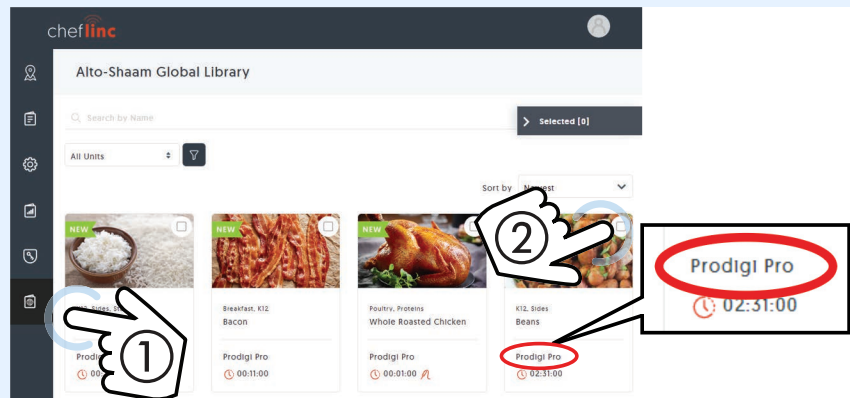 cheflinc
Alto-Shaam Global Library
Search by Name
Selected [0]
All Units
Sort by Newest
NEW
NEW
NEW
Sides,
Breakfast, K12
Poultry, Proteins
K12, Sides
Bacon
Whole Roasted Chicken
Beans
Prodigi Pro
Prodigi Pro
Prodigi Pro
00:11:00
00:01:00
02:31:00
1
2
Prodigi Pro
02:31:00